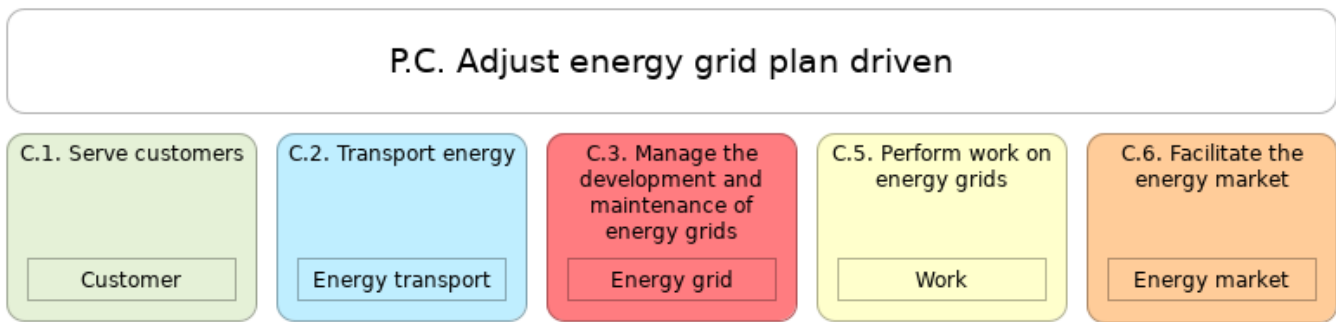 P.C. Adjust energy grid plan driven
C.1. Serve customers
Customer
C.2. Transport energy
Energy transport
C.3. Manage the
development and
maintenance of
energy grids
Energy grid
C.5. Perform work on
energy grids
Work
C.6. Facilitate the
energy market
Energy market